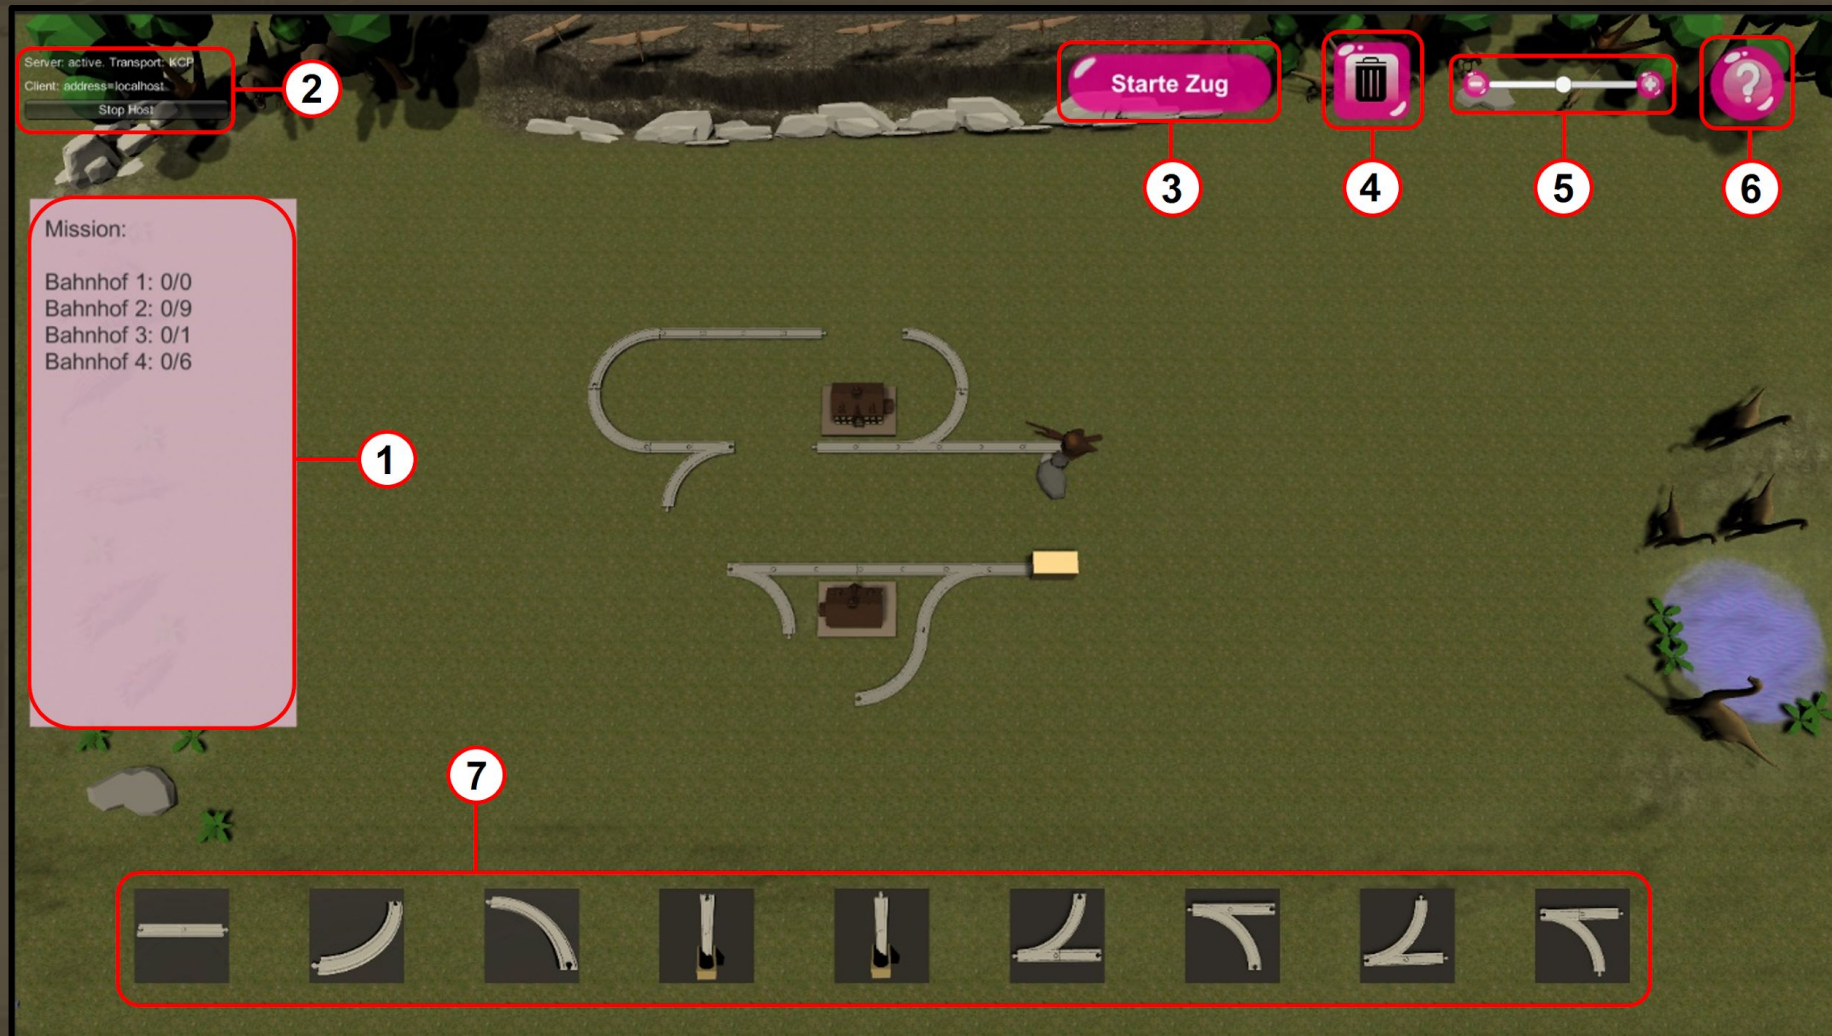 Server: active. Transport: KCP
Client: address=localhost
Stop Host
2
Starte Zug
?
3
4
5
6
Mission:
Bahnhof 1: 0/0
Bahnhof 2: 0/9
Bahnhof 3: 0/1
Bahnhof 4: 0/6
1
7